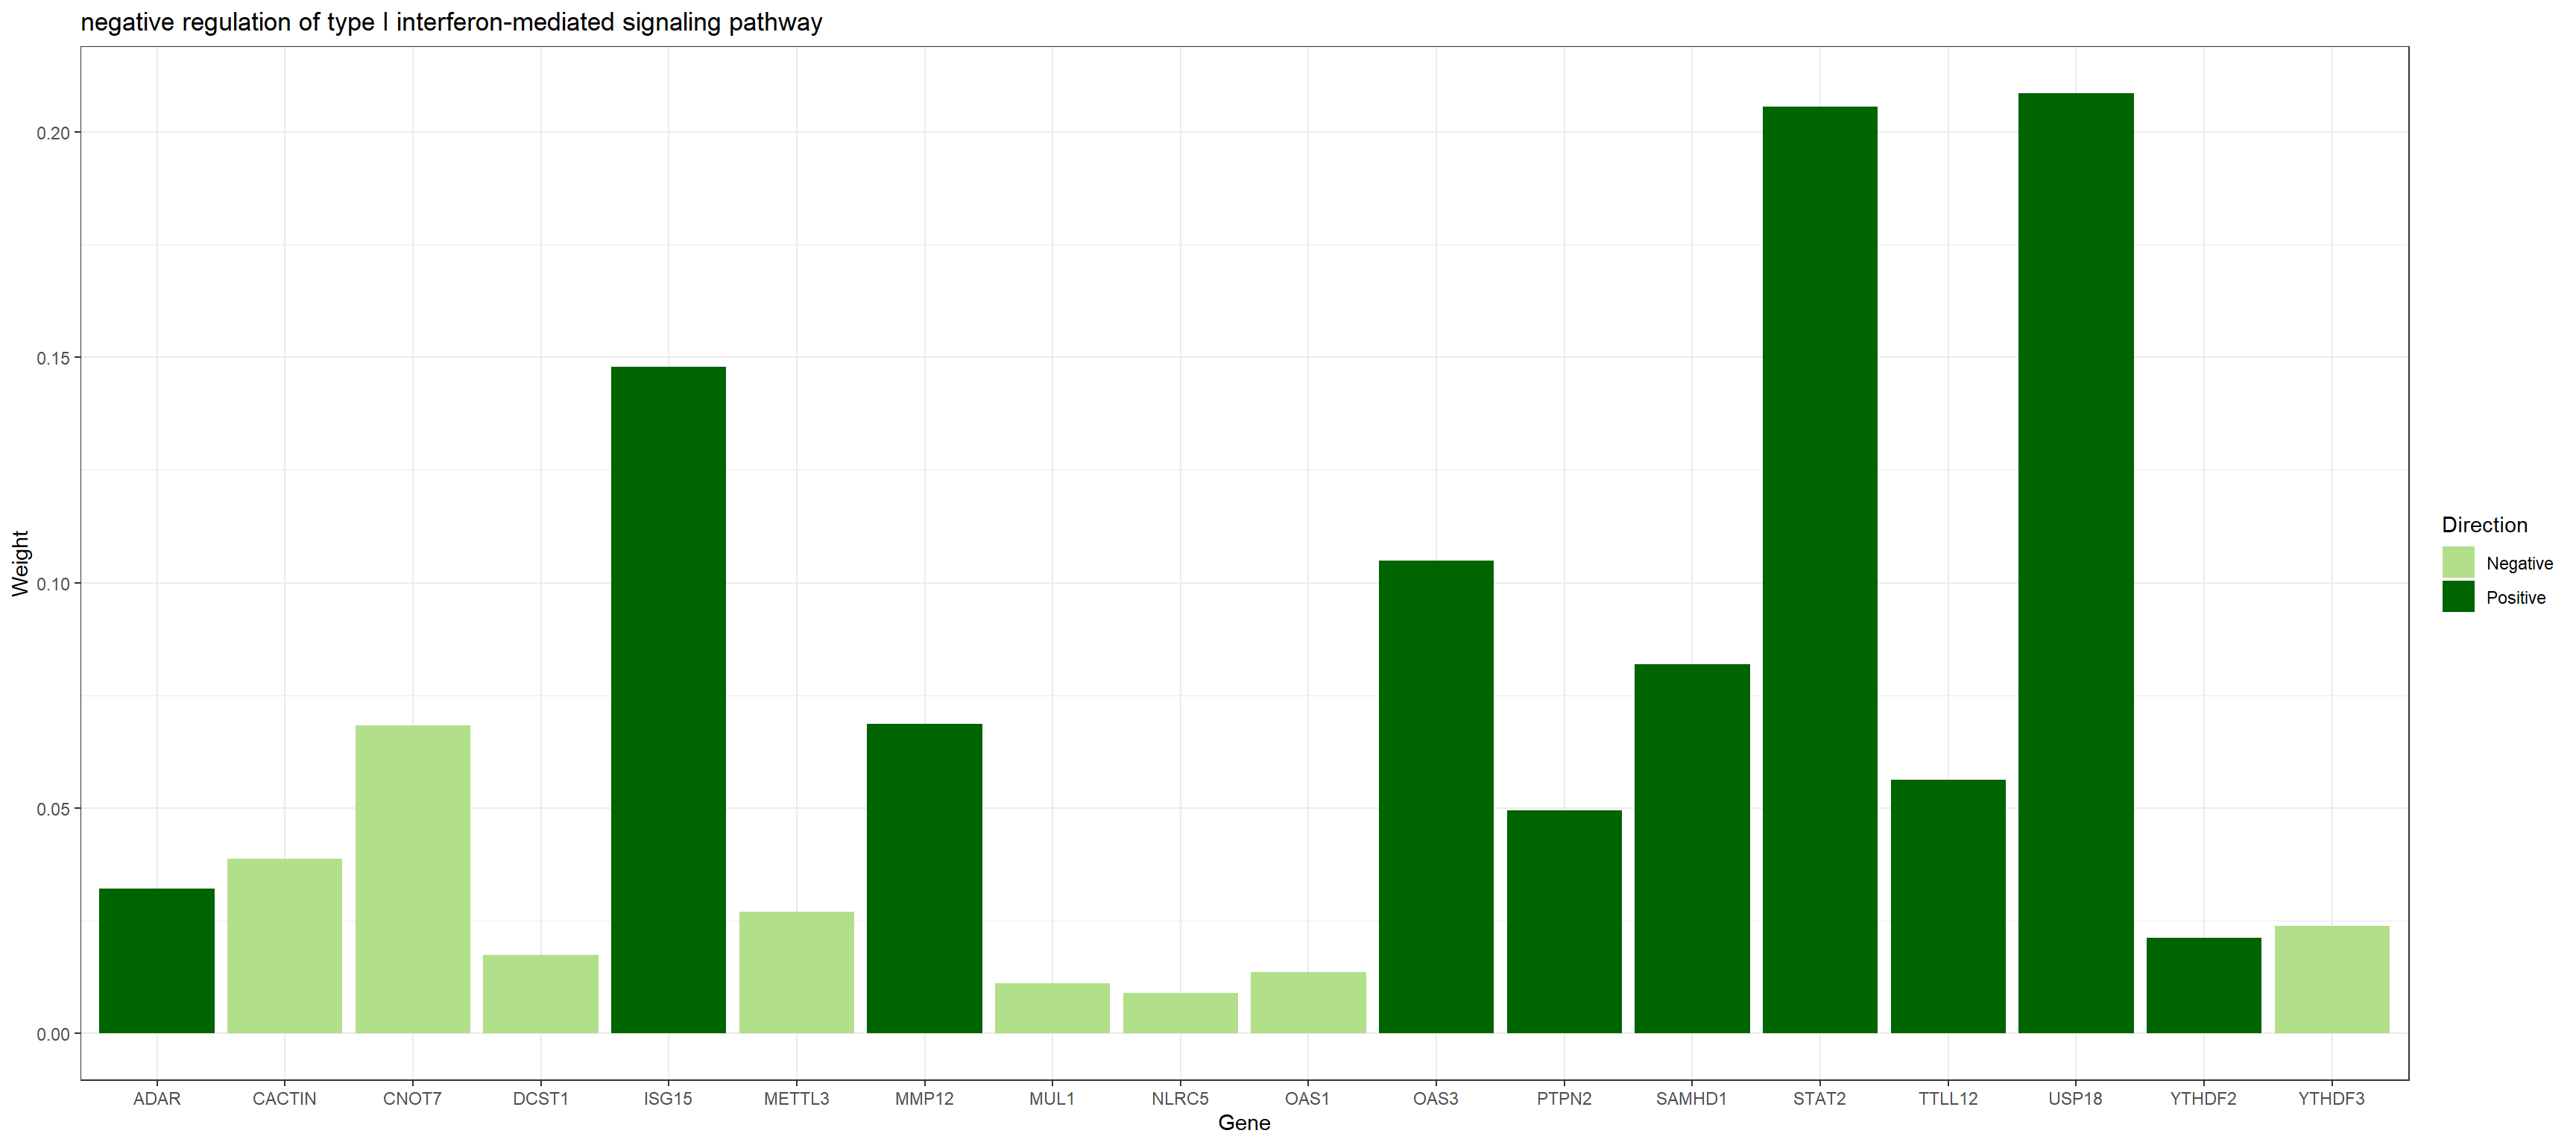 negative regulation of type I interferon-mediated signaling pathway
0.20
0.15
0.10
0.05
0.00
Weight
ADAR CACTIN CNOT7 DCST1 ISG15 METTL3 MMP12 MUL1 NLRC5 OAS1 OAS3 PTPN2 SAMHD1 STAT2 TTLL12 USP18 YTHDF2 YTHDF3
Gene
Direction
Negative
Positive